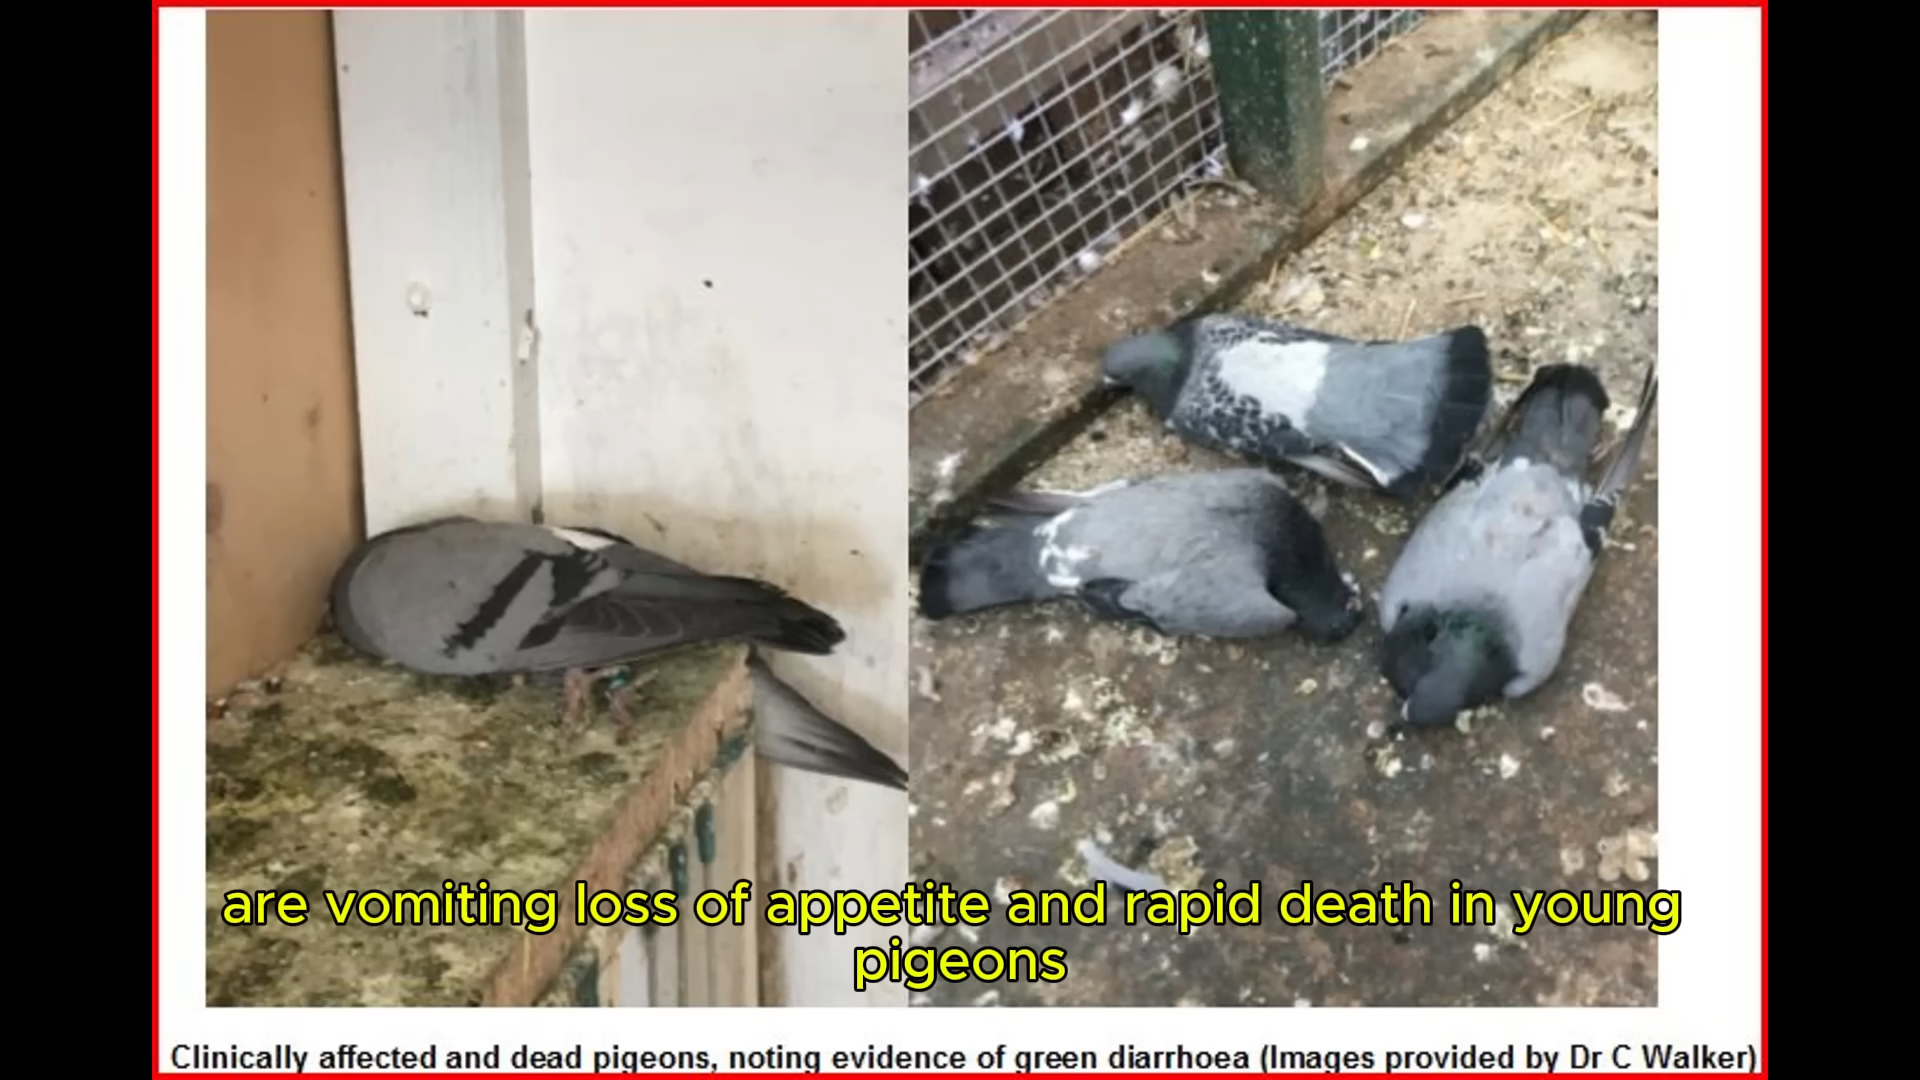 are vomiting loss of appetite and rapid death in young
pigeons
Clinically affected and dead pigeons, noting evidence of green diarrhoea (Images provided by Dr C Walker)